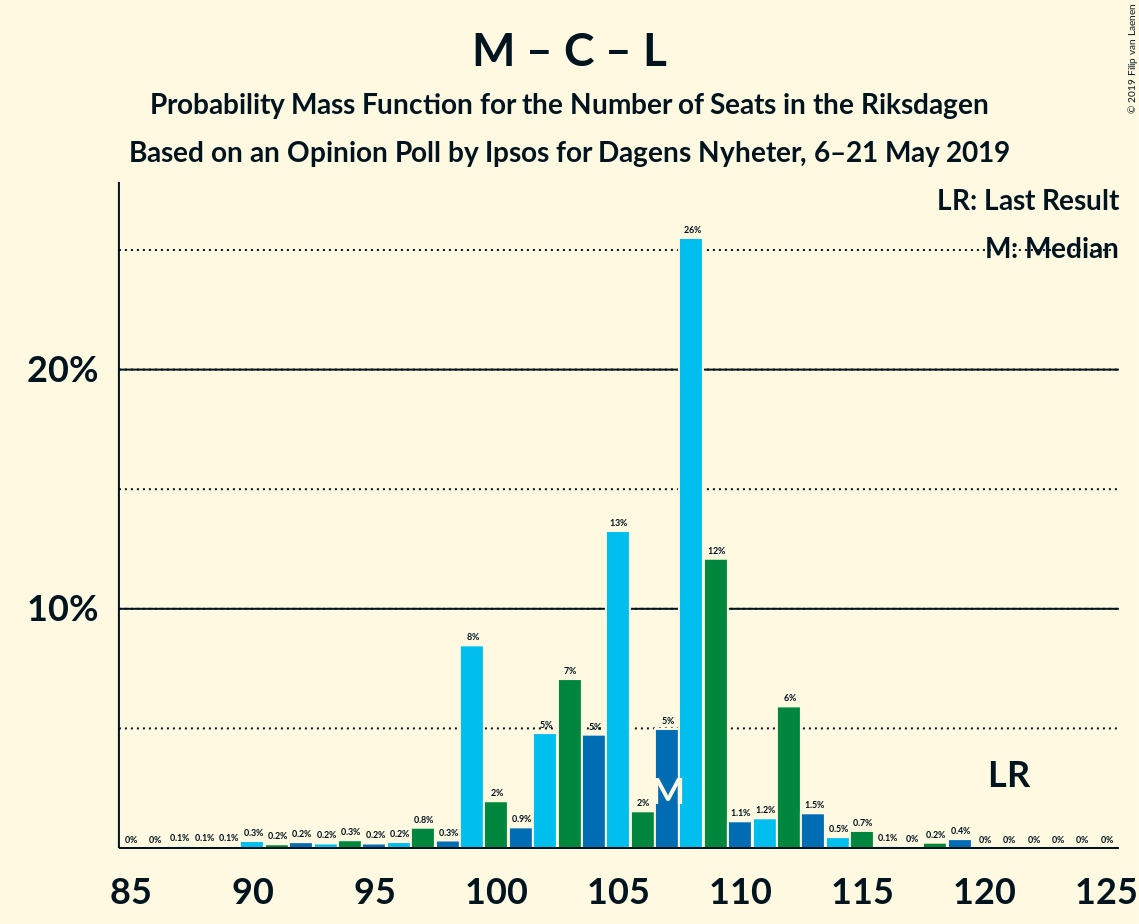 M – C – L
Probability Mass Function for the Number of Seats in the Riksdagen
Based on an Opinion Poll by Ipsos for Dagens Nyheter, 6–21 May 2019
© 2019 Filip van Laenen
LR: Last Result
M: Median
20%
10%
0% 0% 0.1% 0.1% 0.1% 0.3% 0.2% 0.2% 0.2% 0.3% 0.2% 0.2% 0.8% 0.3% 8% 2% 0.9% 5% 7% 5% 13% 2% 5% 26% 12% 1.1% 1.2% 6% 1.5% 0.5% 0.7% 0.1% 0% 0.2% 0.4% 0% 0% 0% 0% 0% 0%
M
LR
85 90 95 100 105 110 115 120 125